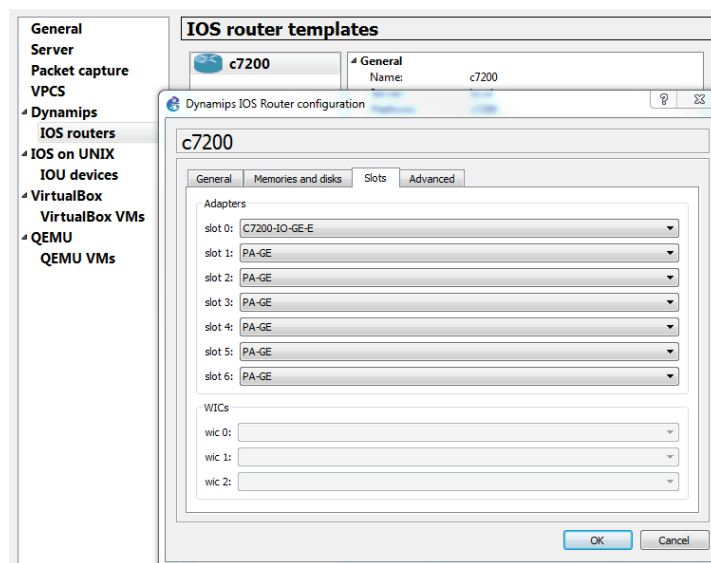 General
Server
Packet capture
VPCS
Dynamips
IOS routers
IOS on UNIX
IOU devices
VirtualBox
VirtualBox VMs
QEMU
QEMU VMs
IOS router templates
c7200
General
Name: c7200
Dynamips IOS Router configuration
c7200
General Memories and disks Slots Advanced
Adapters
slot 0: C7200-IO-GE-E
slot 1: PA-GE
slot 2: PA-GE
slot 3: PA-GE
slot 4: PA-GE
slot 5: PA-GE
slot 6: PA-GE
WICs
wic 0:
wic 1:
wic 2:
OK Cancel